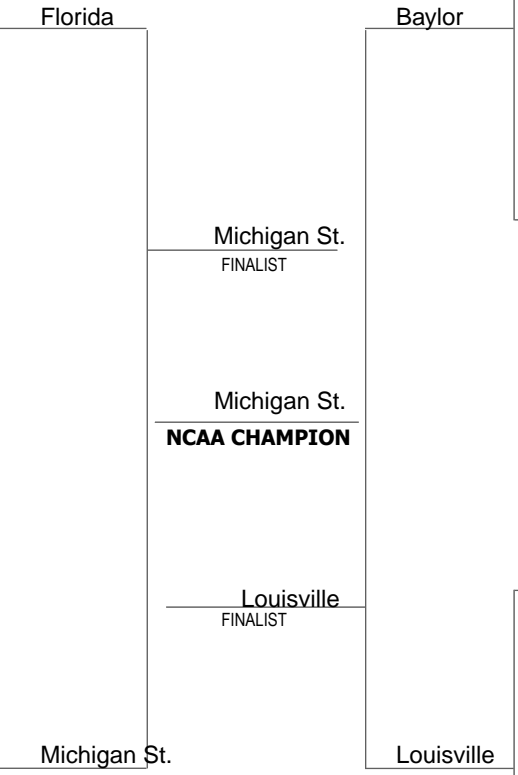 Florida
Baylor
Michigan St.
FINALIST
Michigan St.
NCAA CHAMPION
Louisville
FINALIST
Michigan St.
Louisville